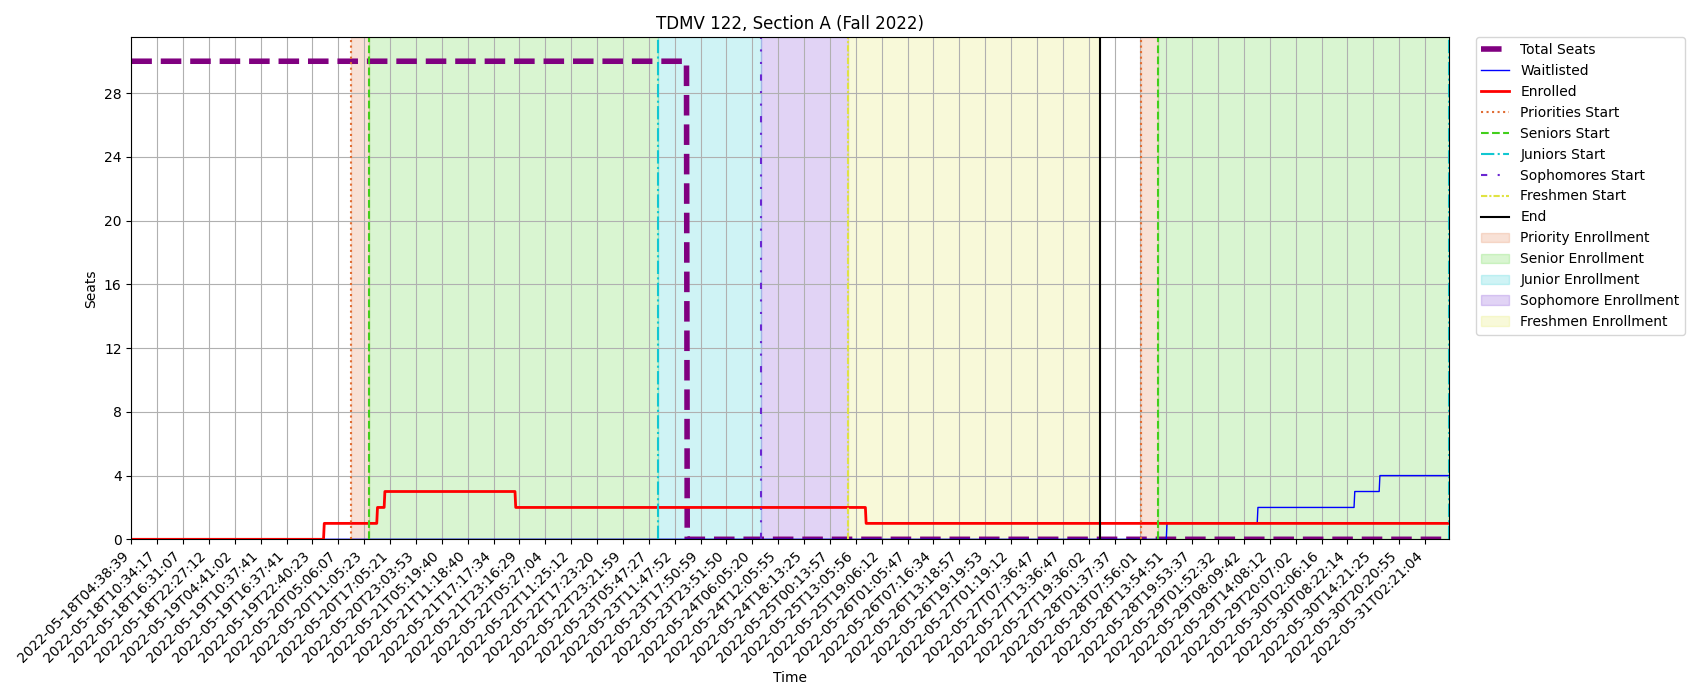 TDMV 122, Section A (Fall 2022)
Seats
28
24
20
16
12
8
4
0
2022-05-18T04:38:39
2022-05-18T10:34:17
2022-05-18T16:31:07
2022-05-18T22:27:12
2022-05-19T04:41:02
2022-05-19T10:37:41
2022-05-19T16:37:41
2022-05-19T22:40:23
2022-05-20T05:06:07
2022-05-20T11:05:23
2022-05-20T17:05:21
2022-05-20T23:03:53
2022-05-21T05:19:40
2022-05-21T11:18:40
2022-05-21T17:17:34
2022-05-21T23:16:29
2022-05-22T05:27:04
2022-05-22T11:25:12
2022-05-22T17:23:20
2022-05-22T23:21:59
2022-05-23T05:47:27
2022-05-23T11:47:52
2022-05-23T17:50:59
2022-05-23T23:51:50
2022-05-24T06:05:20
2022-05-24T12:05:55
2022-05-24T18:13:25
2022-05-25T00:13:57
2022-05-25T13:05:56
2022-05-25T19:06:12
2022-05-26T01:05:47
2022-05-26T07:16:34
2022-05-26T13:18:57
2022-05-26T19:19:53
2022-05-27T01:19:12
2022-05-27T07:36:47
2022-05-27T13:36:47
2022-05-27T19:36:02
2022-05-28T01:37:37
2022-05-28T07:56:01
2022-05-28T13:54:51
2022-05-28T19:53:37
2022-05-29T01:52:32
2022-05-29T08:09:42
2022-05-29T14:08:12
2022-05-29T20:07:02
2022-05-30T02:06:16
2022-05-30T08:22:14
2022-05-30T14:21:25
2022-05-30T20:20:55
2022-05-31T02:21:04
Time
Total Seats
Waitlisted
Enrolled
Priorities Start
Seniors Start
Juniors Start
Sophomores Start
Freshmen Start
End
Priority Enrollment
Senior Enrollment
Junior Enrollment
Sophomore Enrollment
Freshmen Enrollment